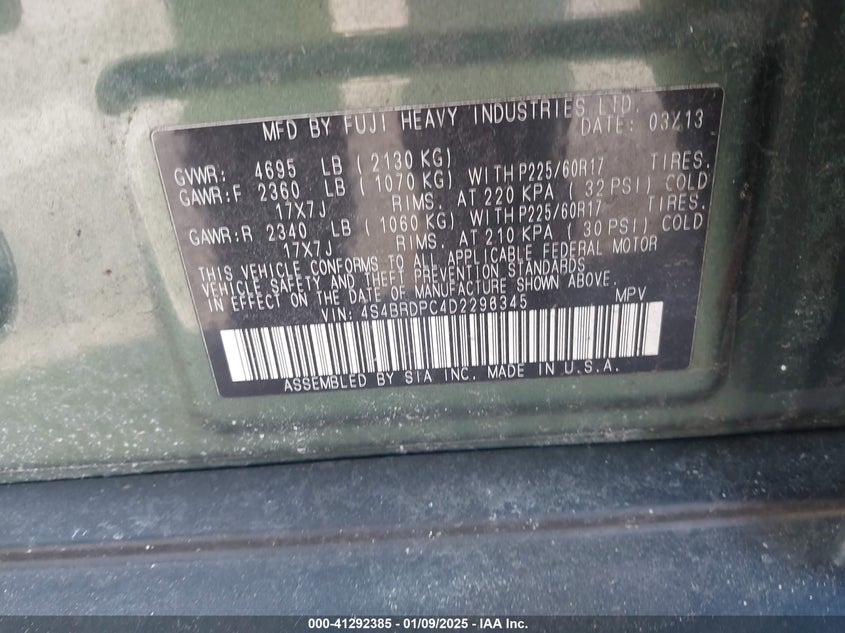 MFD BY FUJI HEAVY INDUSTRIES LTD.
DATE: 03/13
GVWR: 4695 LB (2130 KG)
GAWR:F 2360 LB (1070 KG) WITH P225/60R17 TIRES.
17X7J RIMS. AT 220 KPA (32 PSI) COLD
GAWR:R 2340 LB (1060 KG) WITH P225/60R17 TIRES.
17X7J RIMS. AT 210 KPA (30 PSI) COLD
THIS VEHICLE CONFORMS TO ALL APPLICABLE FEDERAL MOTOR
VEHICLE SAFETY AND THEFT PREVENTION STANDARDS
IN EFFECT ON DATE OF MANUFACTURE SHOWN ABOVE.
VIN: 4S4BRDPC4D2296345 MPV
ASSEMBLED BY SIA INC. MADE IN U.S.A.
000-41292385 - 01/09/2025 - IAA Inc.